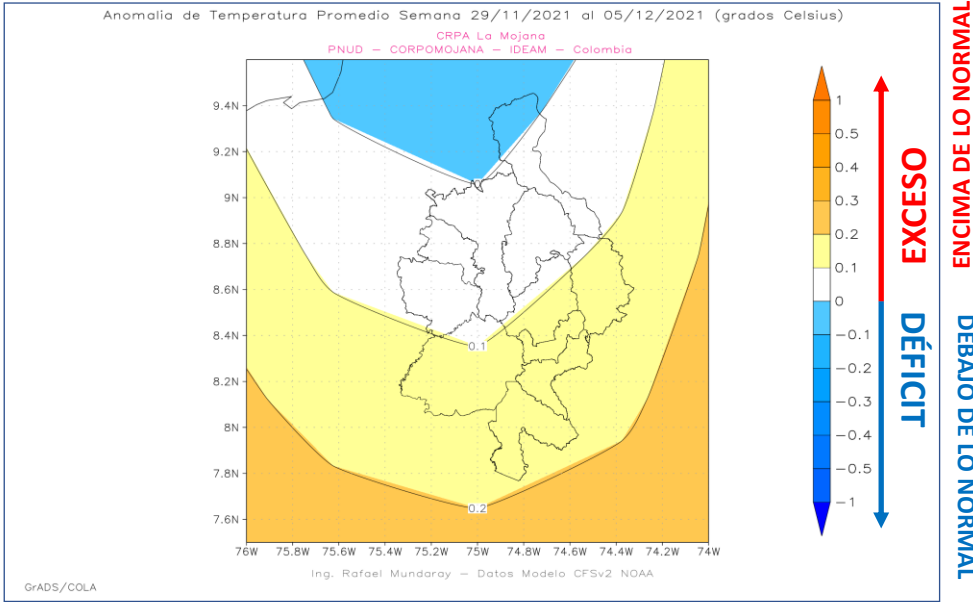 Anomalia de Temperatura Promedio Semana 29/11/2021 al 05/12/2021 (grados Celsius)
CRPA La Mojana
PNUD – CORPOMOJANA – IDEAM – Colombia
9.4N
9.2N
9N
8.8N
8.6N
8.4N
8.2N
8N
7.8N
7.6N
76W
75.8W
75.6W
75.4W
75.2W
75W
74.8W
74.6W
74.4W
74.2W
74W
0.1
0.2
1
0.5
0.4
0.3
0.2
0.1
0
−0.1
−0.2
−0.3
−0.4
−0.5
−1
EXCESO
DÉFICIT
ENCIMA DE LO NORMAL
DEBAJO DE LO NORMAL
Ing. Rafael Mundaray – Datos Modelo CFSv2 NOAA
GrADS/COLA